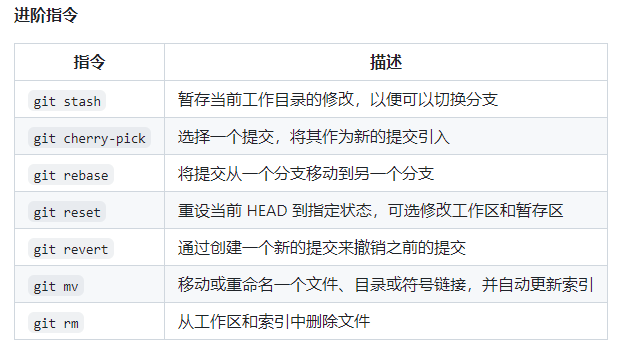 进阶指令
指令 描述
git stash 暂存当前工作目录的修改，以便可以切换分支
git cherry-pick 选择一个提交，将其作为新的提交引入
git rebase 将提交从一个分支移动到另一个分支
git reset 重设当前 HEAD 到指定状态，可选修改工作区和暂存区
git revert 通过创建一个新的提交来撤销之前的提交
git mv 移动或重命名一个文件、目录或符号链接，并自动更新索引
git rm 从工作区和索引中删除文件